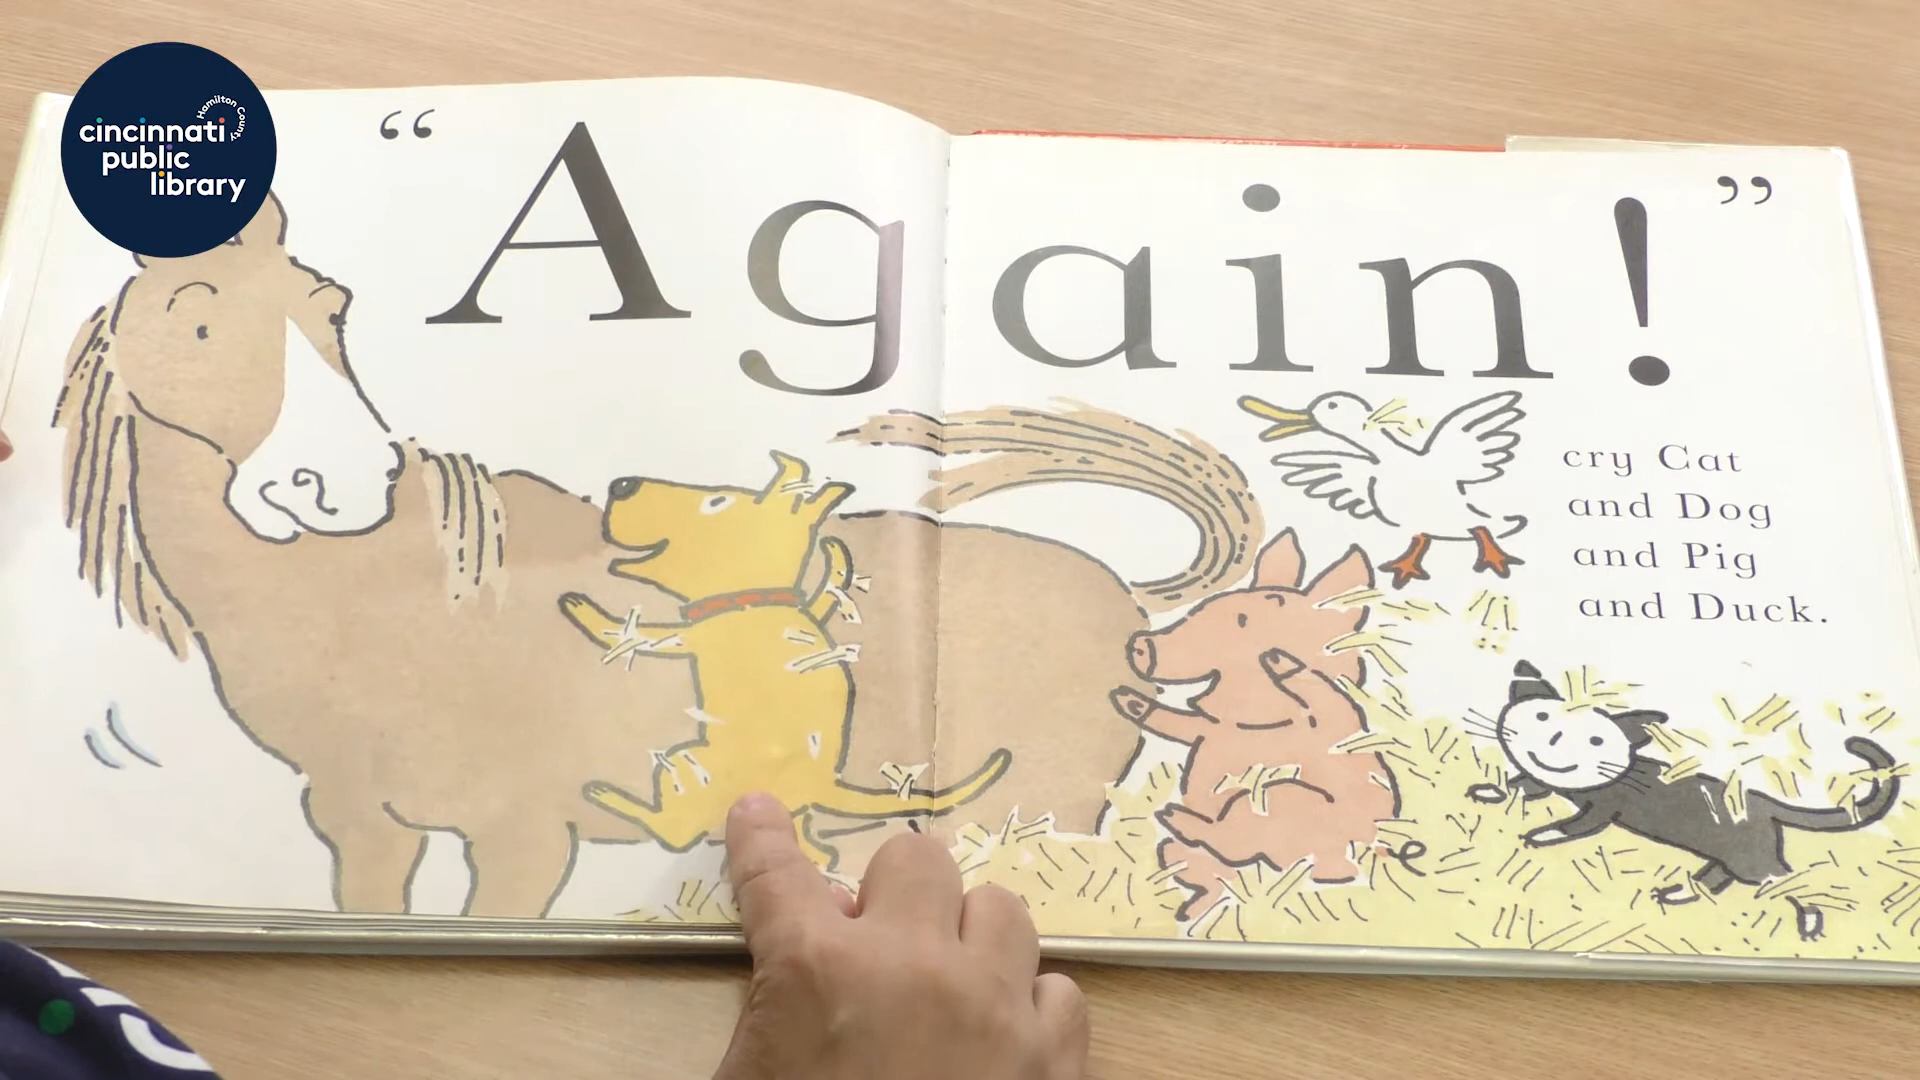 cincinnati
public
library
Hamilton County
“Again!”
cry Cat
and Dog
and Pig
and Duck.